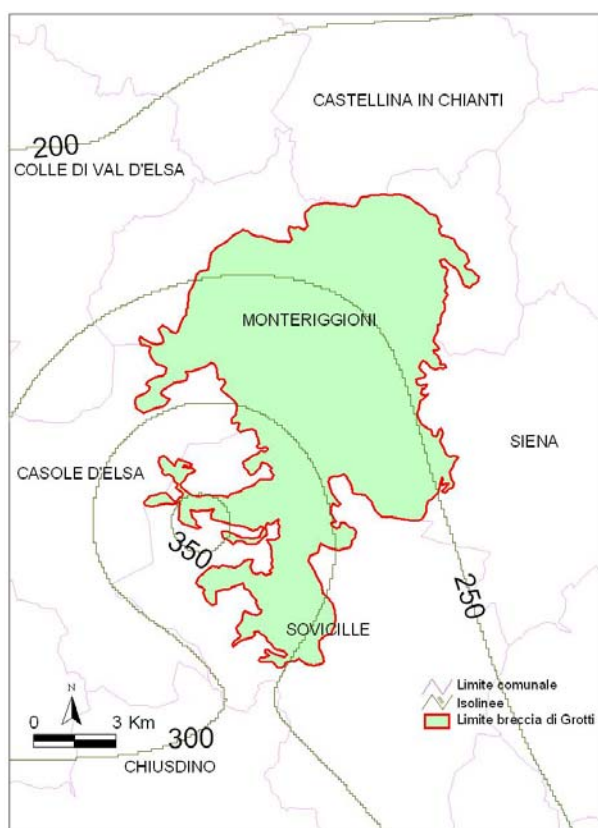 CASTELLINA IN CHIANTI
200
COLLE DI VAL D'ELSA
MONTERIGGIONI
SIENA
CASOLE D'ELSA
350
250
SOVICILLE
Limite comunale
Isolinee
Limite breccia di Grotti
N
0 3 Km
300
CHIUSDINO